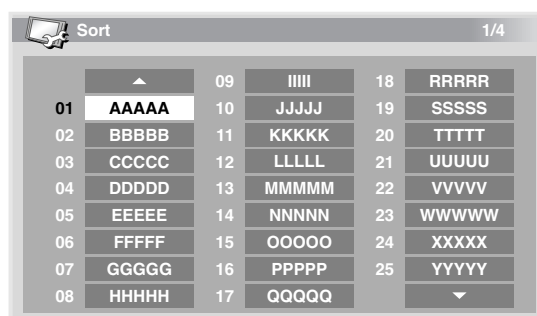 Sort 1/4
09 IIIII 18 RRRRR
01 AAAAA 10 JJJJJ 19 SSSSS
02 BBBBB 11 KKKKK 20 TTTTT
03 CCCCC 12 LLLLL 21 UUUUU
04 DDDDD 13 MMMMM 22 VVVVV
05 EEEEE 14 NNNNN 23 WWWWW
06 FFFFF 15 OOOOO 24 XXXXX
07 GGGGG 16 PPPPP 25 YYYYY
08 HHHHH 17 QQQQQ